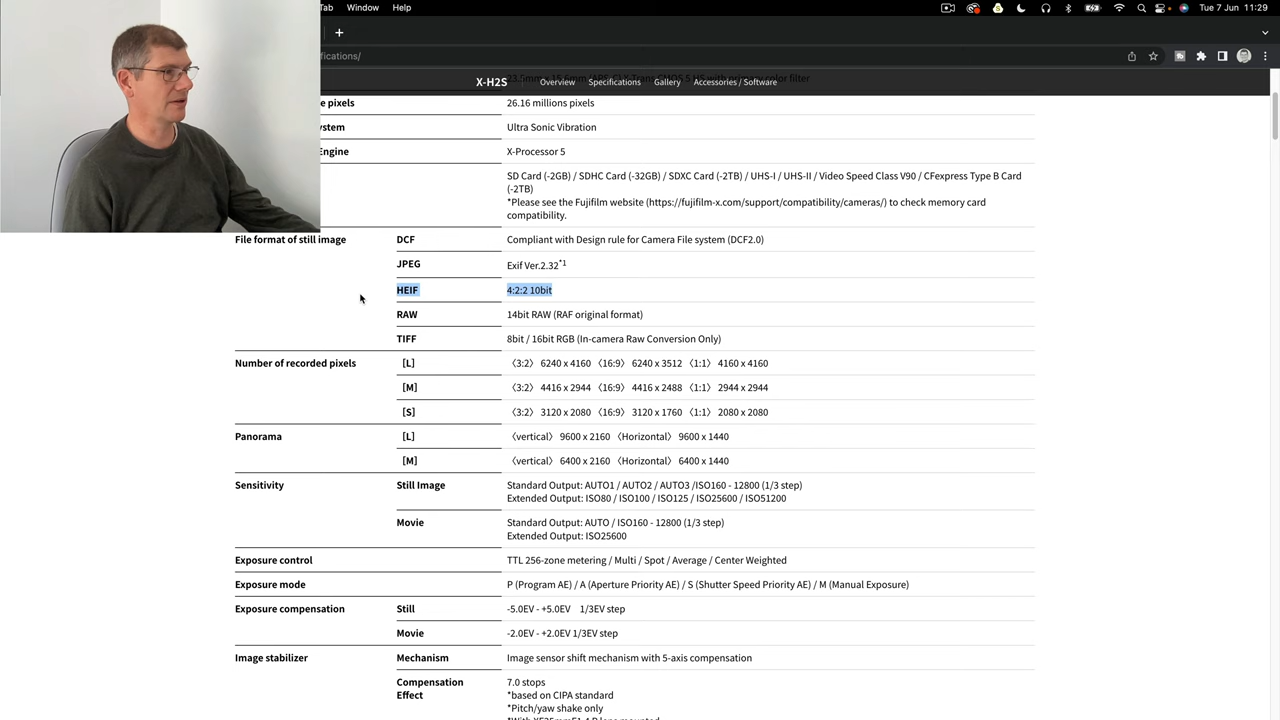 Tab Window Help Tue 7 Jun 11:29
+
fications/
X-H2S Overview Specifications Gallery Accessories / Software
e pixels 26.16 millions pixels
ystem Ultra Sonic Vibration
Engine X-Processor 5
SD Card (-2GB) / SDHC Card (-32GB) / SDXC Card (-2TB) / UHS-I / UHS-II / Video Speed Class V90 / CFexpress Type B Card
(-2TB)
*Please see the Fujifilm website (https://fujifilm-x.com/support/compatibility/cameras/) to check memory card
compatibility.
File format of still image DCF Compliant with Design rule for Camera File system (DCF2.0)
JPEG Exif Ver.2.32*1
HEIF 4:2:2 10bit
RAW 14bit RAW (RAF original format)
TIFF 8bit / 16bit RGB (In-camera Raw Conversion Only)
Number of recorded pixels [L] 〈3:2〉 6240 x 4160 〈16:9〉 6240 x 3512 〈1:1〉 4160 x 4160
[M] 〈3:2〉 4416 x 2944 〈16:9〉 4416 x 2488 〈1:1〉 2944 x 2944
[S] 〈3:2〉 3120 x 2080 〈16:9〉 3120 x 1760 〈1:1〉 2080 x 2080
Panorama [L] 〈vertical〉 9600 x 2160 〈Horizontal〉 9600 x 1440
[M] 〈vertical〉 6400 x 2160 〈Horizontal〉 6400 x 1440
Sensitivity Still Image Standard Output: AUTO1 / AUTO2 / AUTO3 /ISO160 - 12800 (1/3 step)
Extended Output: ISO80 / ISO100 / ISO125 / ISO25600 / ISO51200
Movie Standard Output: AUTO / ISO160 - 12800 (1/3 step)
Extended Output: ISO25600
Exposure control TTL 256-zone metering / Multi / Spot / Average / Center Weighted
Exposure mode P (Program AE) / A (Aperture Priority AE) / S (Shutter Speed Priority AE) / M (Manual Exposure)
Exposure compensation Still -5.0EV - +5.0EV 1/3EV step
Movie -2.0EV - +2.0EV 1/3EV step
Image stabilizer Mechanism Image sensor shift mechanism with 5-axis compensation
Compensation 7.0 stops
Effect *based on CIPA standard
*Pitch/yaw shake only